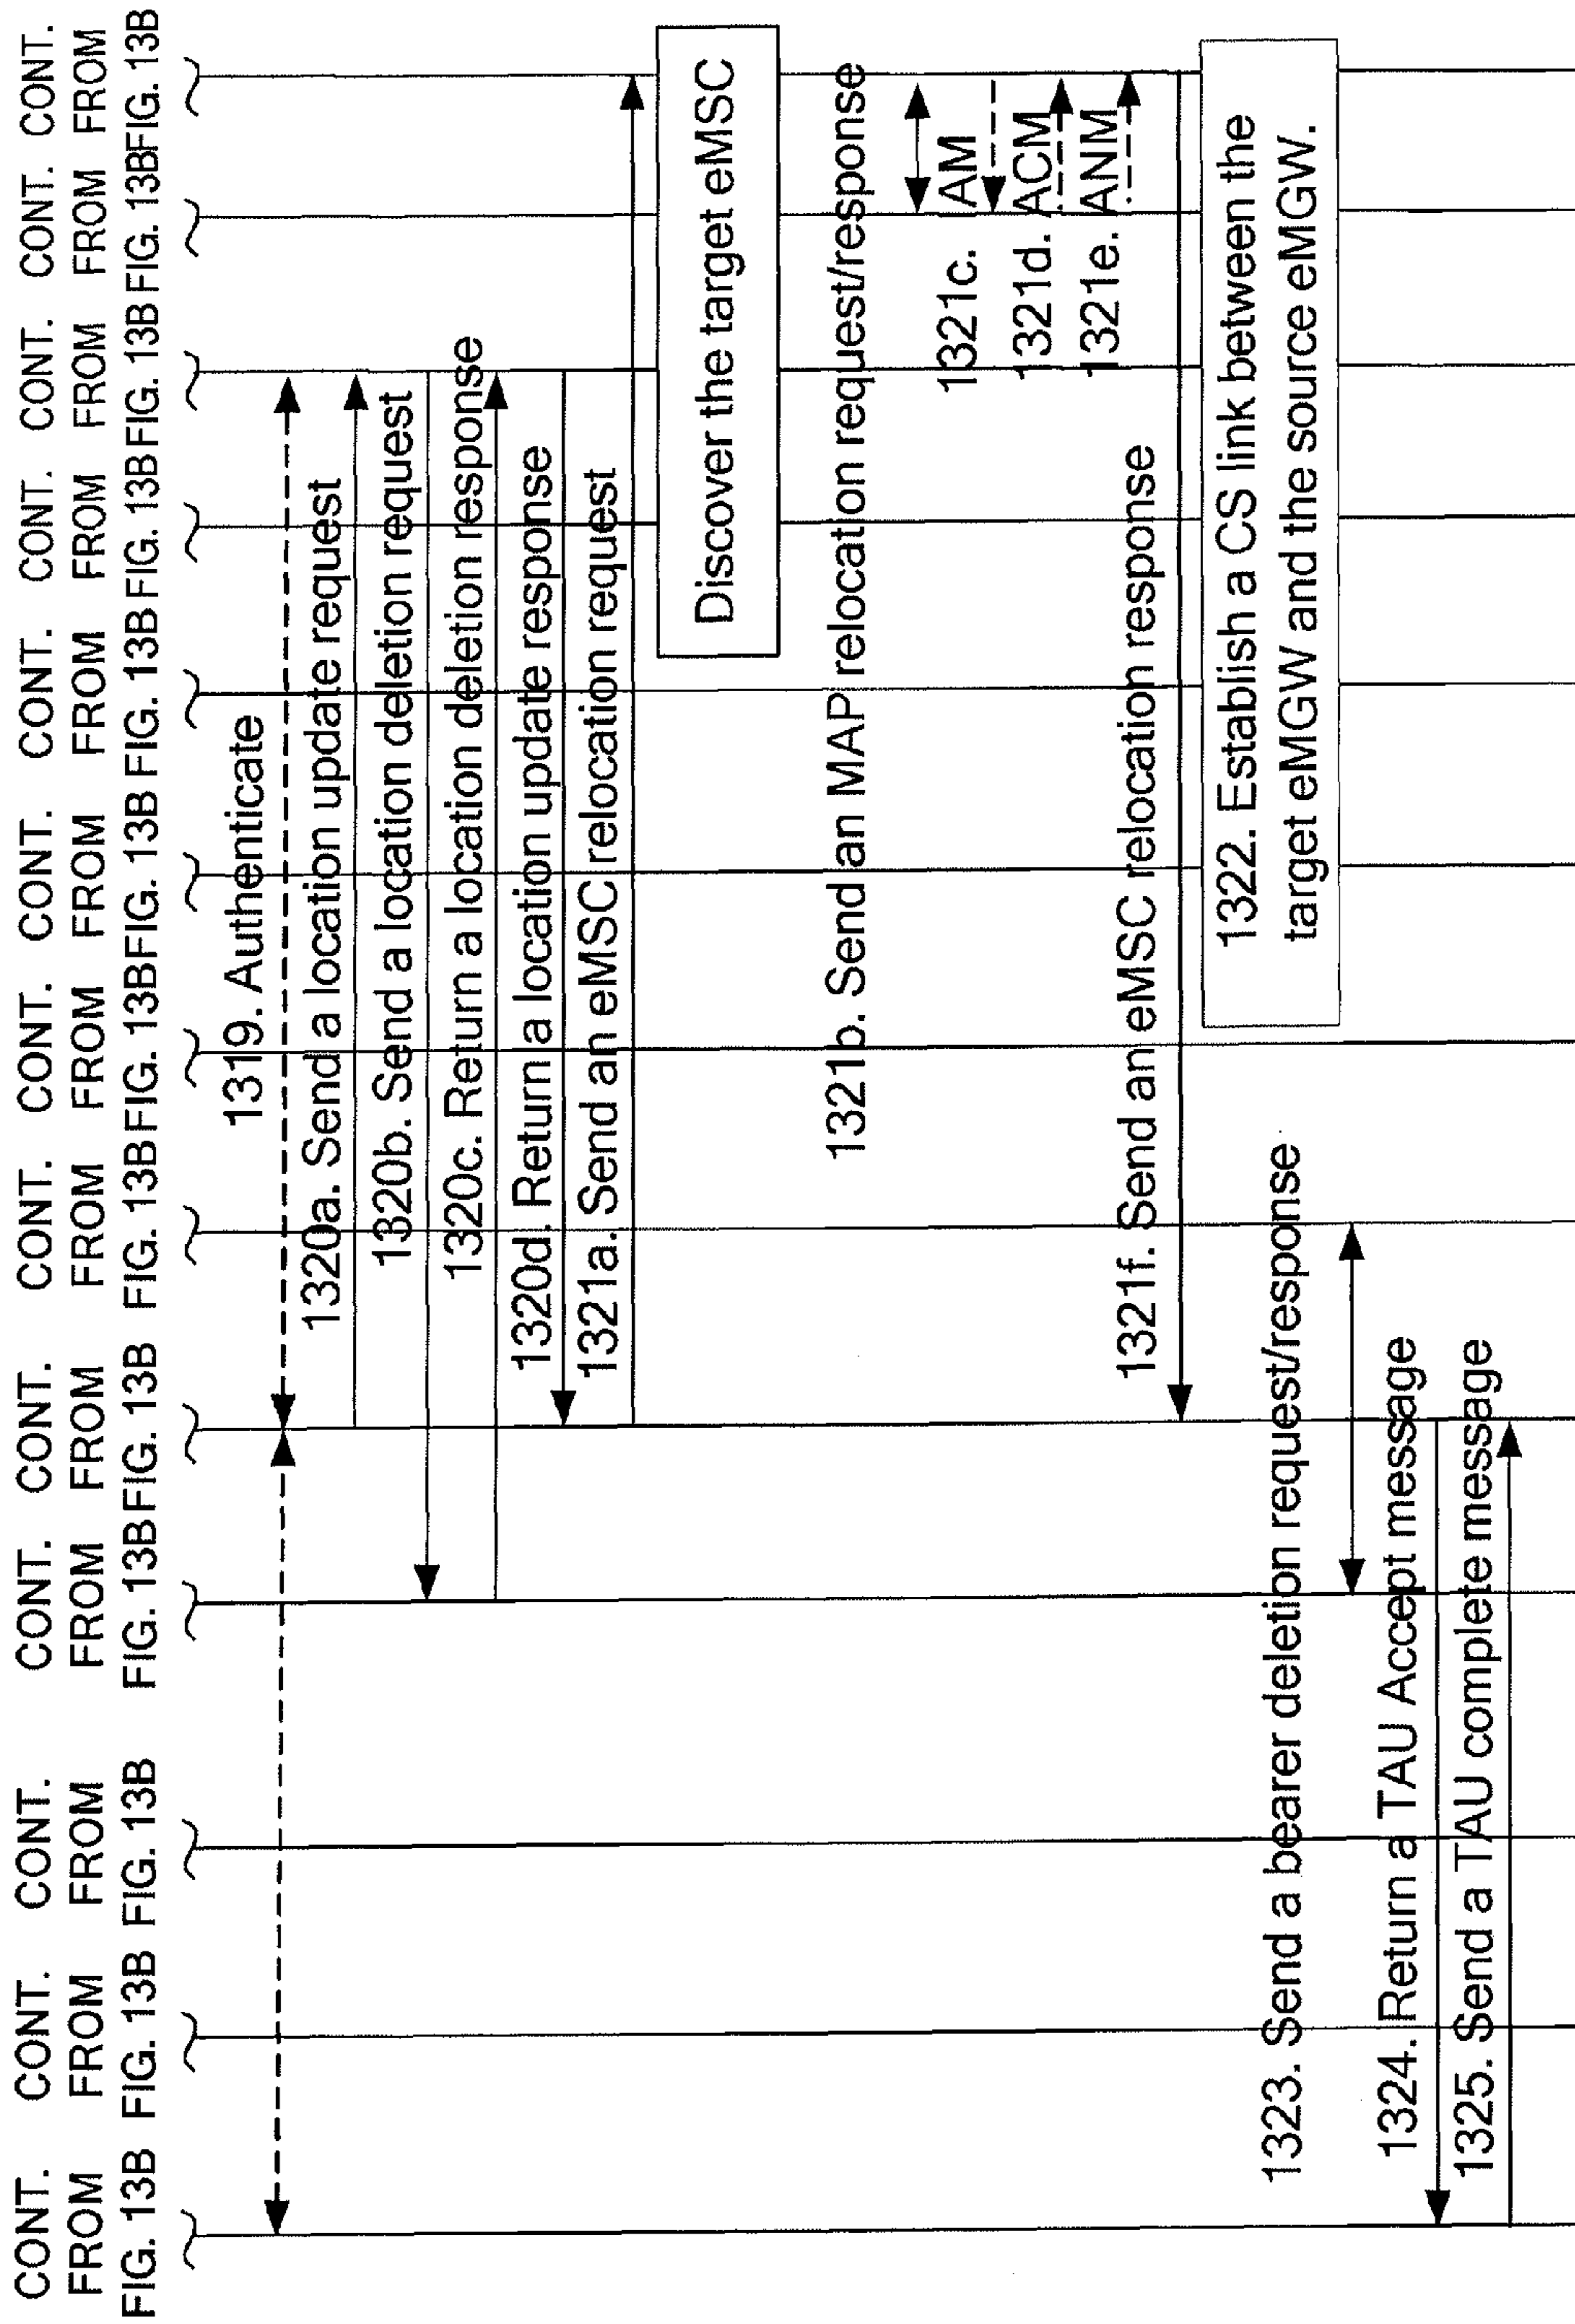 CONT. CONT. CONT. CONT. CONT. CONT. CONT. CONT. CONT. CONT. CONT. CONT. CONT.
FROM FROM FROM FROM FROM FROM FROM FROM FROM FROM FROM FROM FROM
FIG. 13B FIG. 13B FIG. 13B FIG. 13B FIG. 13B FIG. 13B FIG. 13B FIG. 13B FIG. 13B FIG. 13B FIG. 13B FIG. 13B FIG. 13B
1319. Authenticate
1320a. Send a location update request
1320b. Send a location deletion request
1320c. Return a location deletion response
1320d. Return a location update response
1321a. Send an eMSC relocation request
Discover the target eMSC
1321b. Send an MAP relocation request/response
1321c. AM
1321d. ACM
1321e. ANM
1321f. Send an eMSC relocation response
1322. Establish a CS link between the
target eMGW and the source eMGW.
1323. Send a bearer deletion request/response
1324. Return a TAU Accept message
1325. Send a TAU complete message